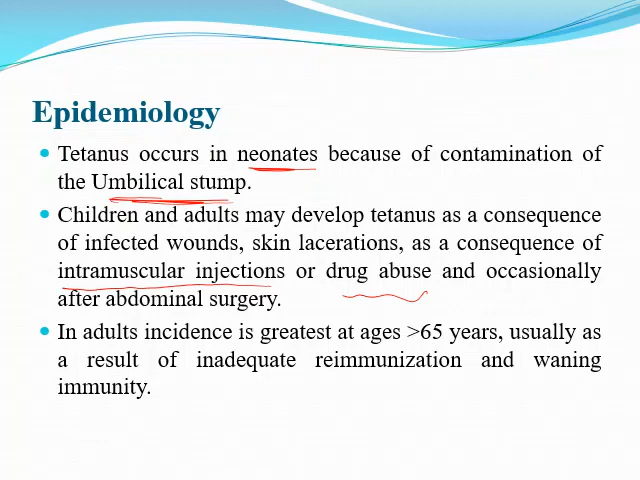 Epidemiology
• Tetanus occurs in neonates because of contamination of
the Umbilical stump.
• Children and adults may develop tetanus as a consequence
of infected wounds, skin lacerations, as a consequence of
intramuscular injections or drug abuse and occasionally
after abdominal surgery.
• In adults incidence is greatest at ages >65 years, usually as
a result of inadequate reimmunization and waning
immunity.